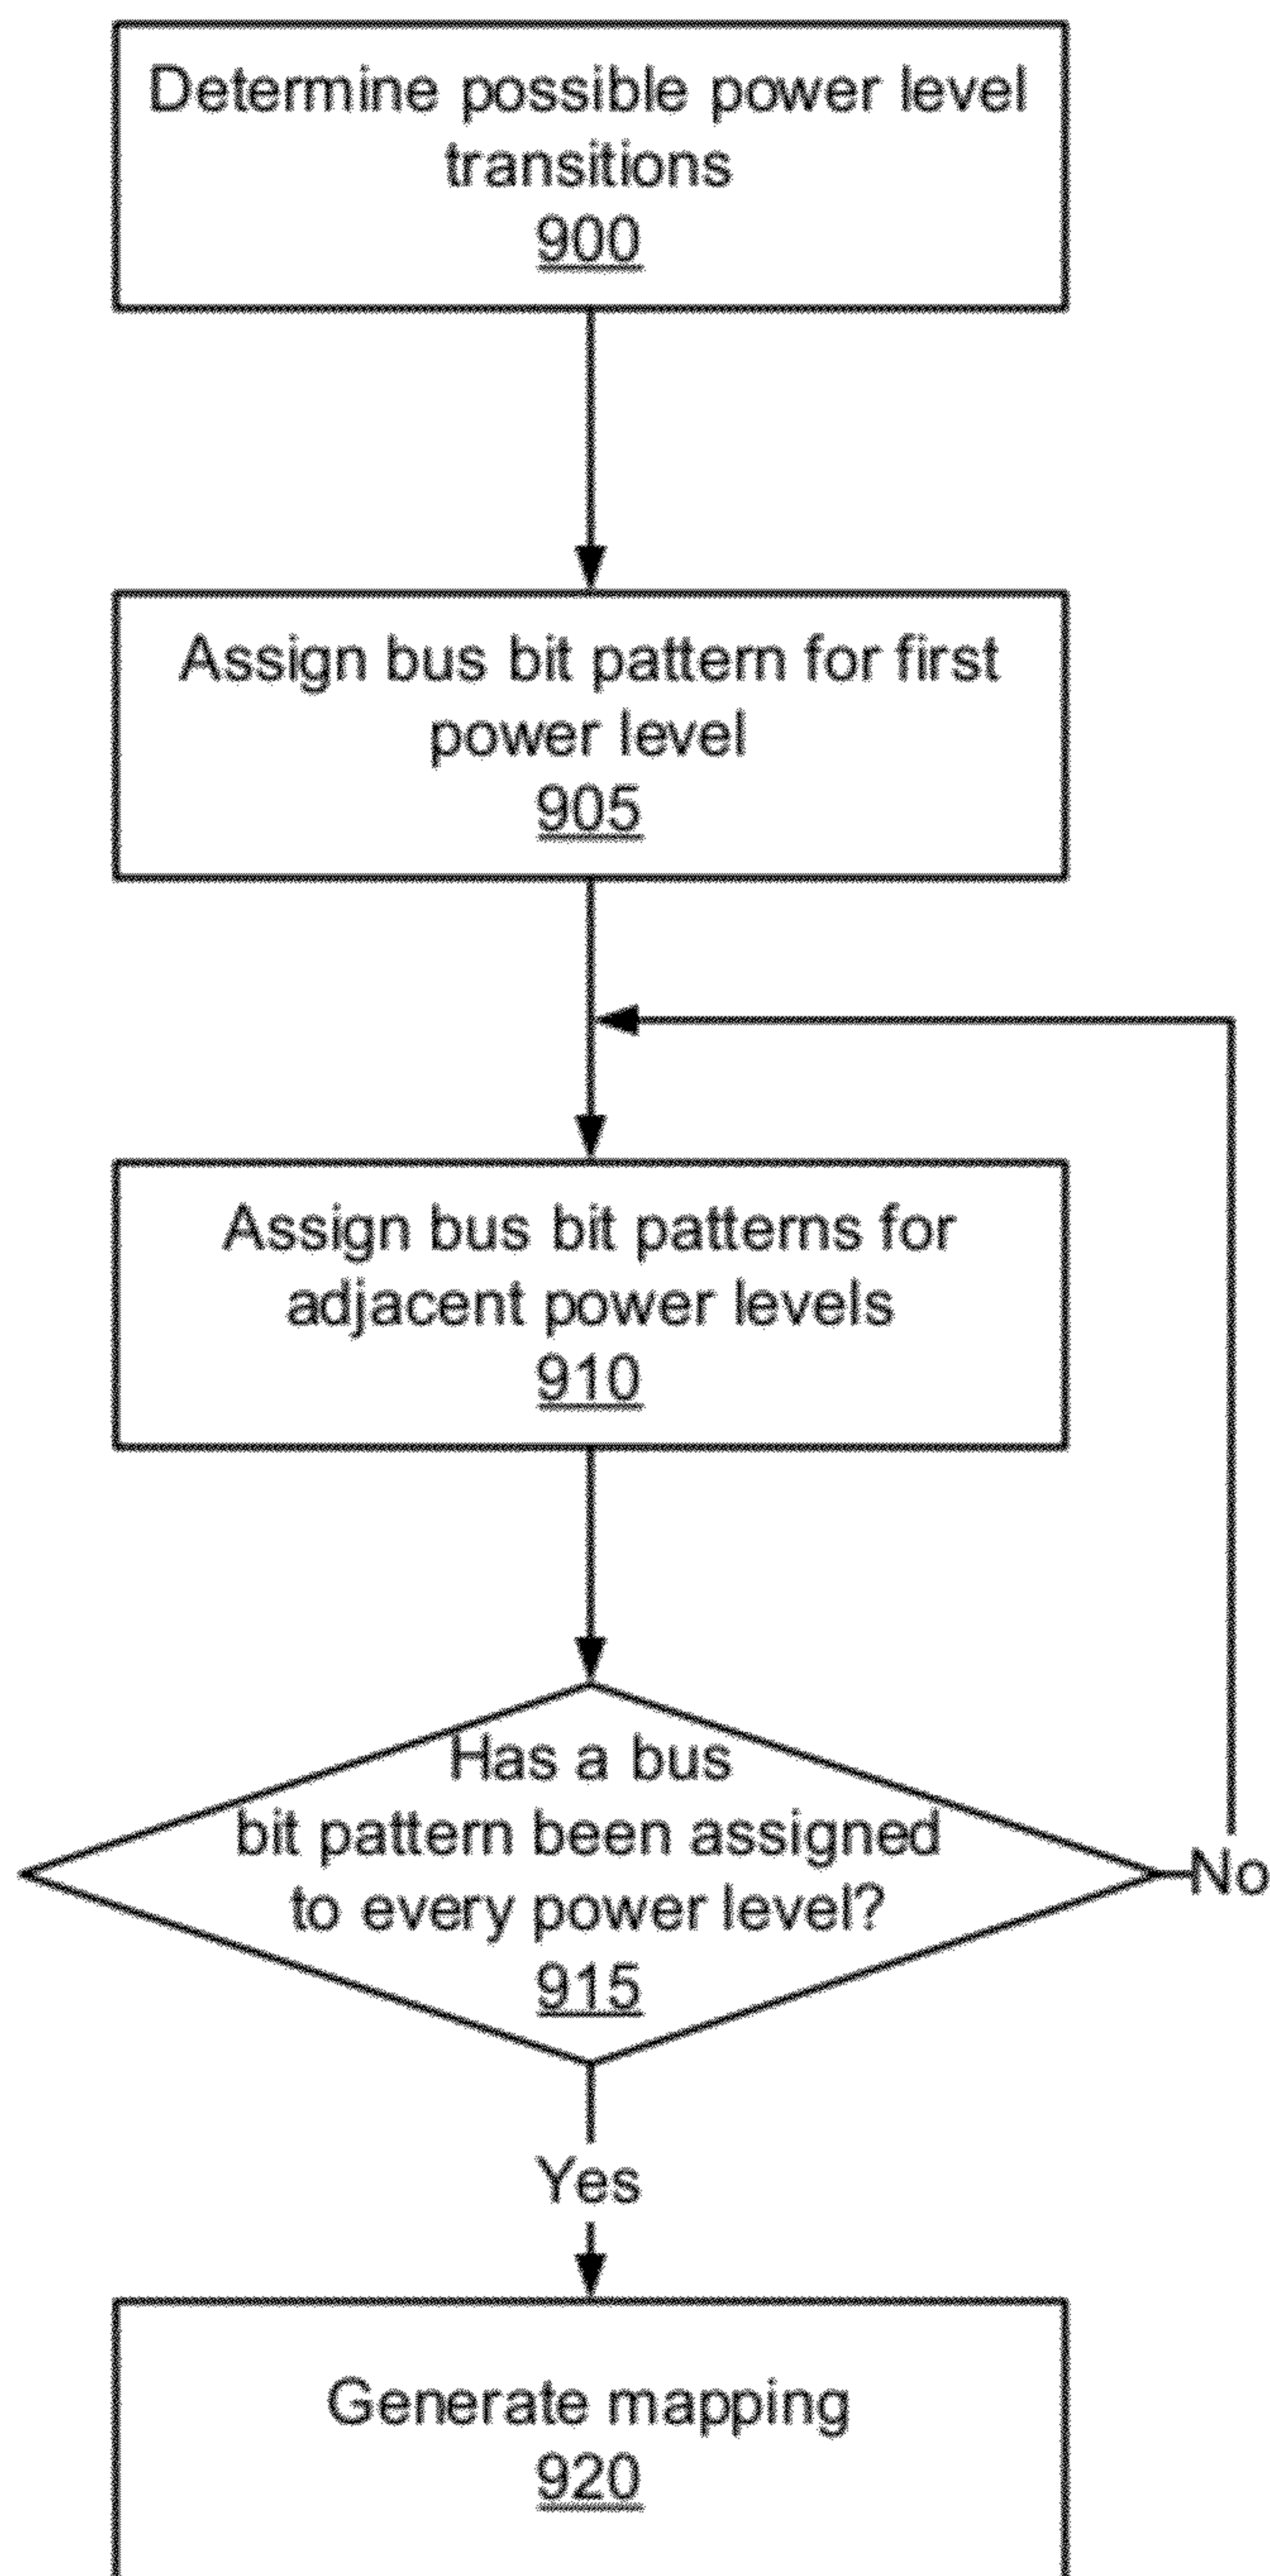 Determine possible power level
transitions
900
Assign bus bit pattern for first
power level
905
Assign bus bit patterns for
adjacent power levels
910
Has a bus
bit pattern been assigned
to every power level?
915
No
Yes
Generate mapping
920